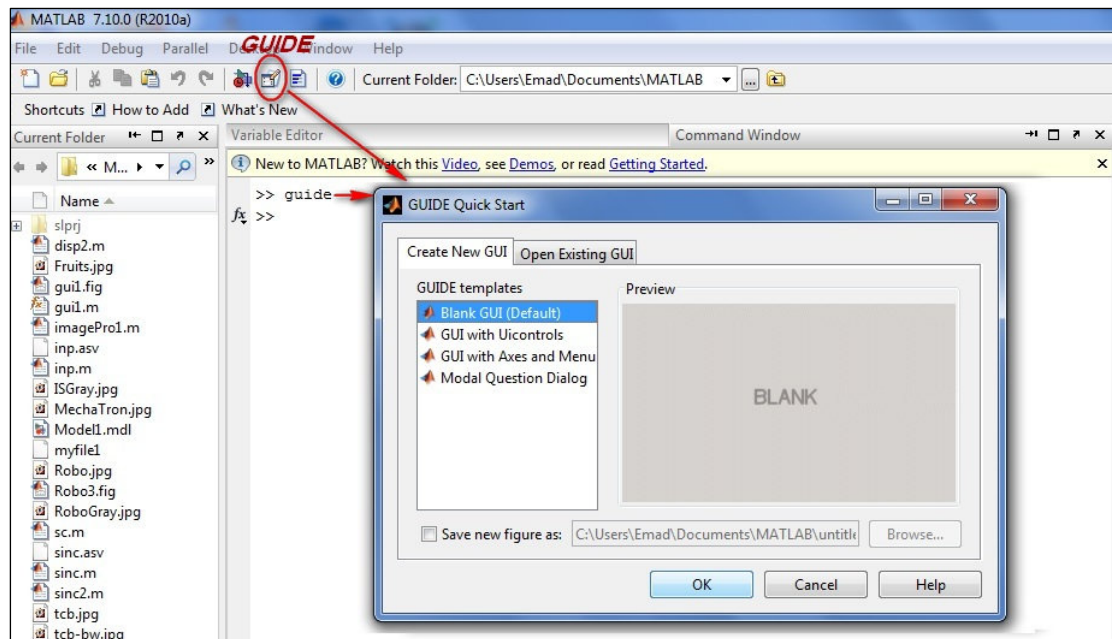 MATLAB 7.10.0 (R2010a)
File Edit Debug Parallel Window Help
GUIDE
Current Folder: C:\Users\Emad\Documents\MATLAB
Shortcuts How to Add What's New
Current Folder
Variable Editor
Command Window
« M...
New to MATLAB? Watch this Video, see Demos, or read Getting Started.
Name
slprj
disp2.m
Fruits.jpg
gui1.fig
gui1.m
imagePro1.m
inp.asv
inp.m
ISGray.jpg
MechaTron.jpg
Model1.mdl
myfile1
Robo.jpg
Robo3.fig
RoboGray.jpg
sc.m
sinc.asv
sinc.m
sinc2.m
tcb.jpg
tcb-bw.jpg
>> guide
fx >>
GUIDE Quick Start
Create New GUI Open Existing GUI
GUIDE templates
Blank GUI (Default)
GUI with Uicontrols
GUI with Axes and Menu
Modal Question Dialog
Preview
BLANK
Save new figure as: C:\Users\Emad\Documents\MATLAB\untitle Browse...
OK Cancel Help